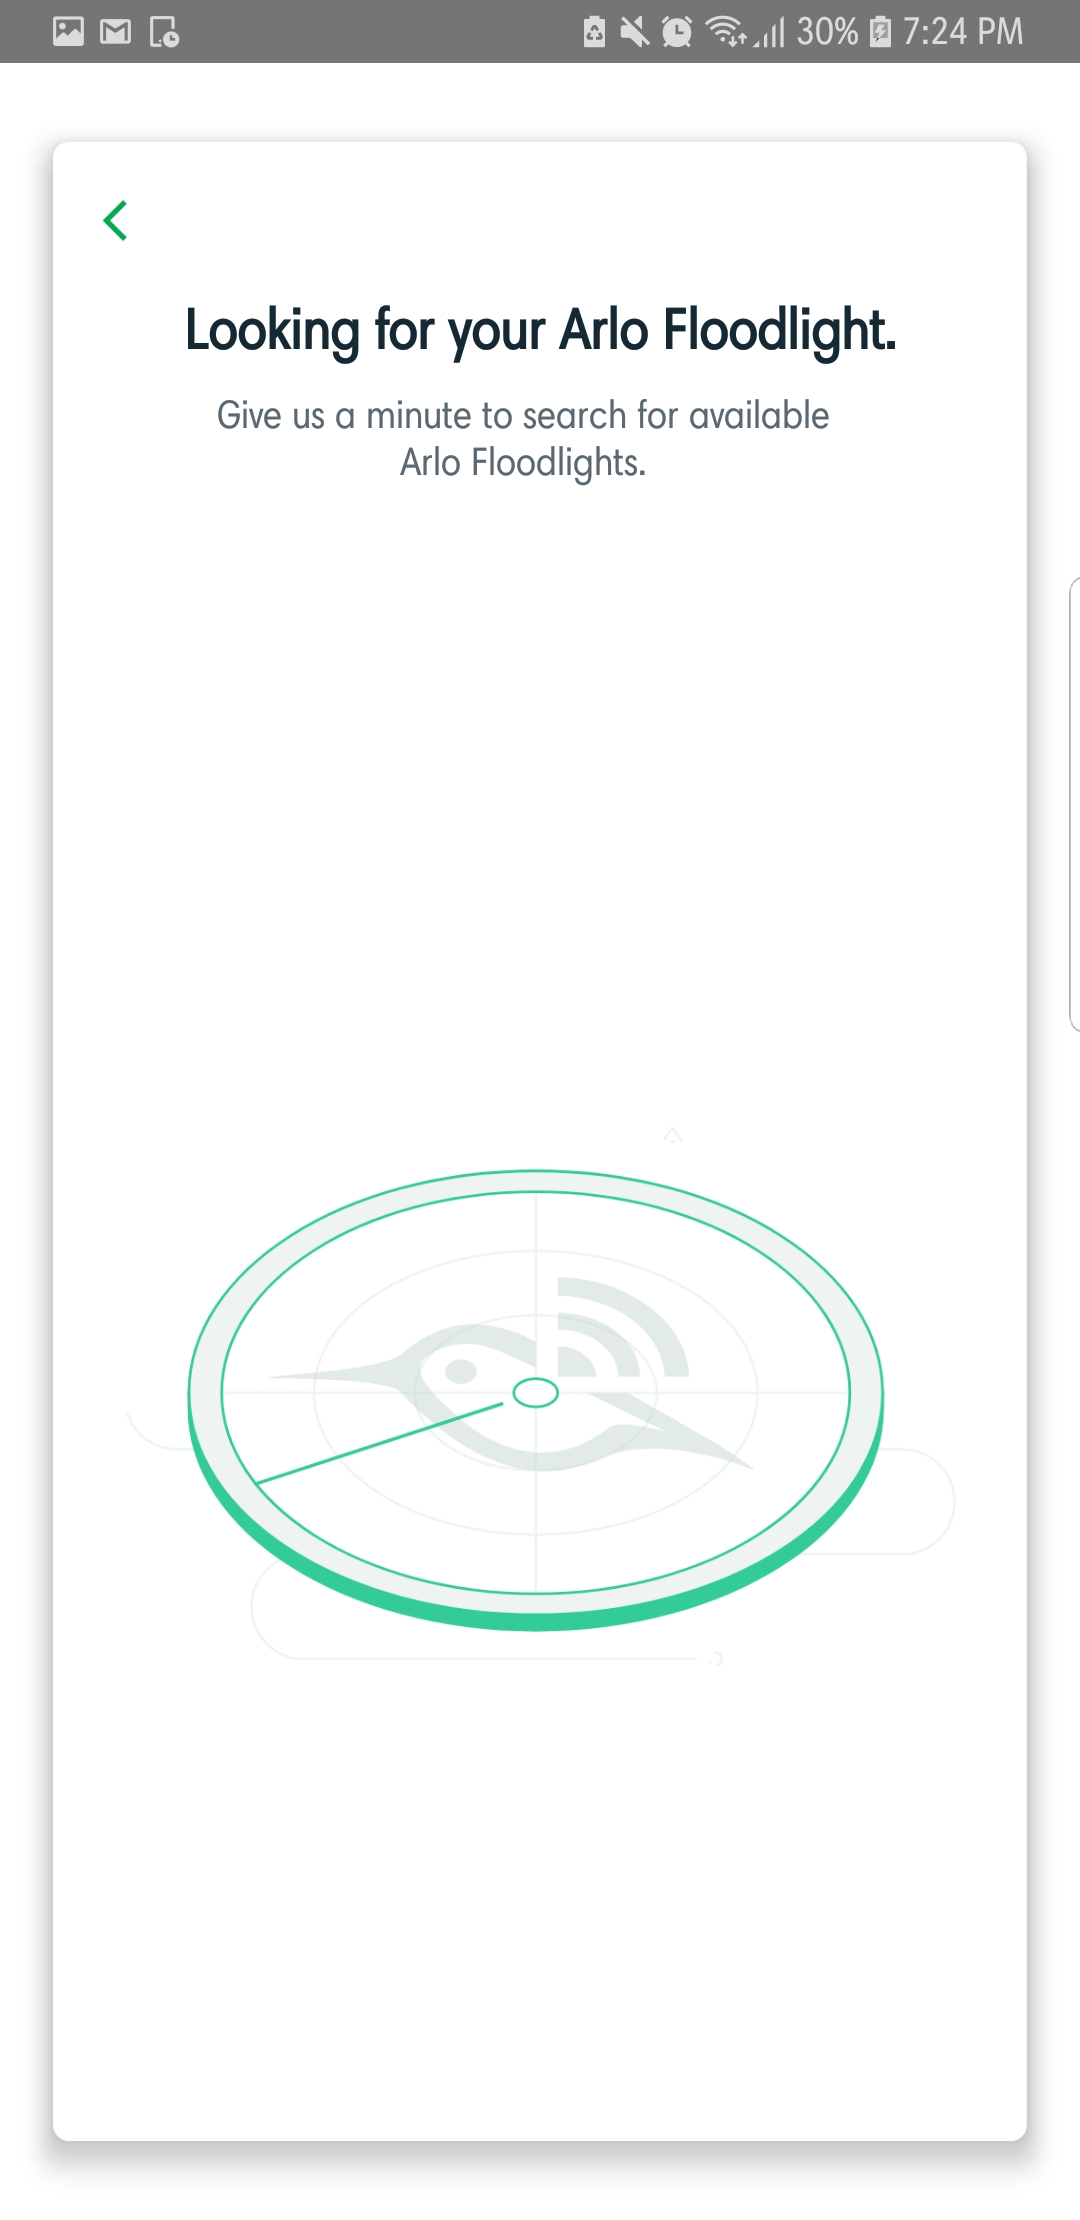 30% 7:24 PM
Looking for your Arlo Floodlight.
Give us a minute to search for available
Arlo Floodlights.